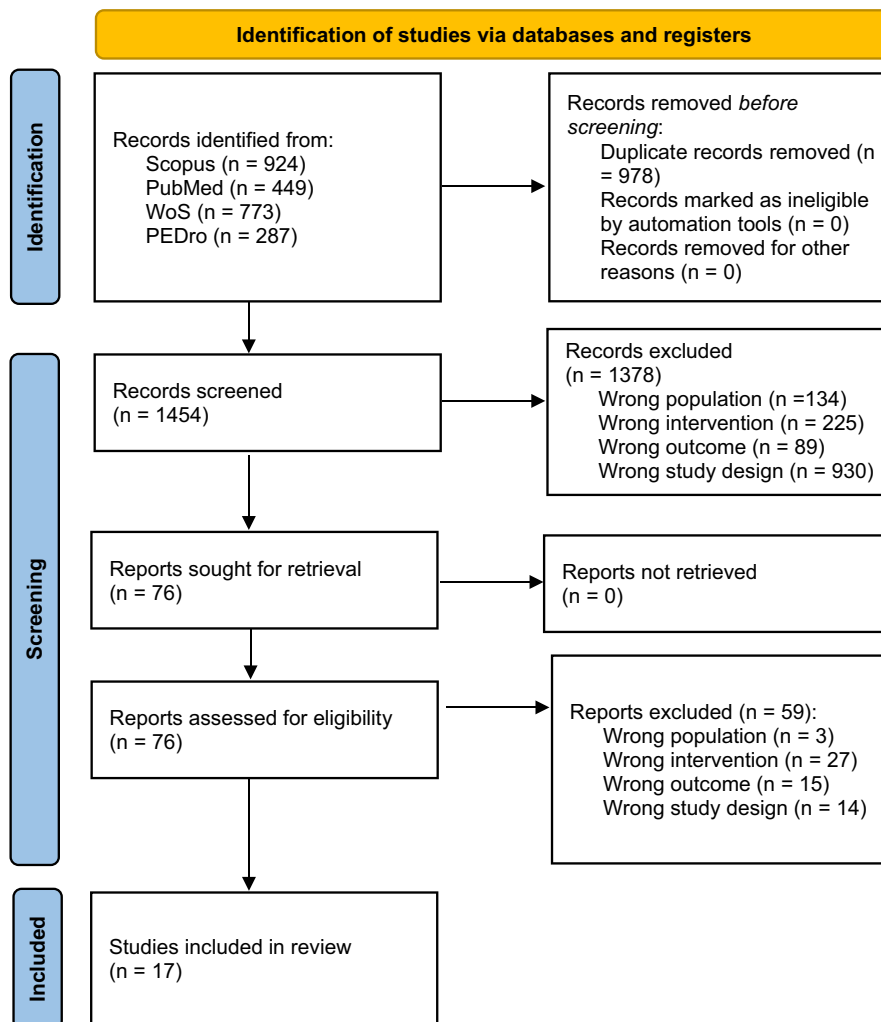 Identification of studies via databases and registers
Identification
Records identified from:
Scopus (n = 924)
PubMed (n = 449)
WoS (n = 773)
PEDro (n = 287)
Records removed before
screening:
Duplicate records removed (n
= 978)
Records marked as ineligible
by automation tools (n = 0)
Records removed for other
reasons (n = 0)
Screening
Records screened
(n = 1454)
Records excluded
(n = 1378)
Wrong population (n =134)
Wrong intervention (n = 225)
Wrong outcome (n = 89)
Wrong study design (n = 930)
Reports sought for retrieval
(n = 76)
Reports not retrieved
(n = 0)
Reports assessed for eligibility
(n = 76)
Reports excluded (n = 59):
Wrong population (n = 3)
Wrong intervention (n = 27)
Wrong outcome (n = 15)
Wrong study design (n = 14)
Included
Studies included in review
(n = 17)